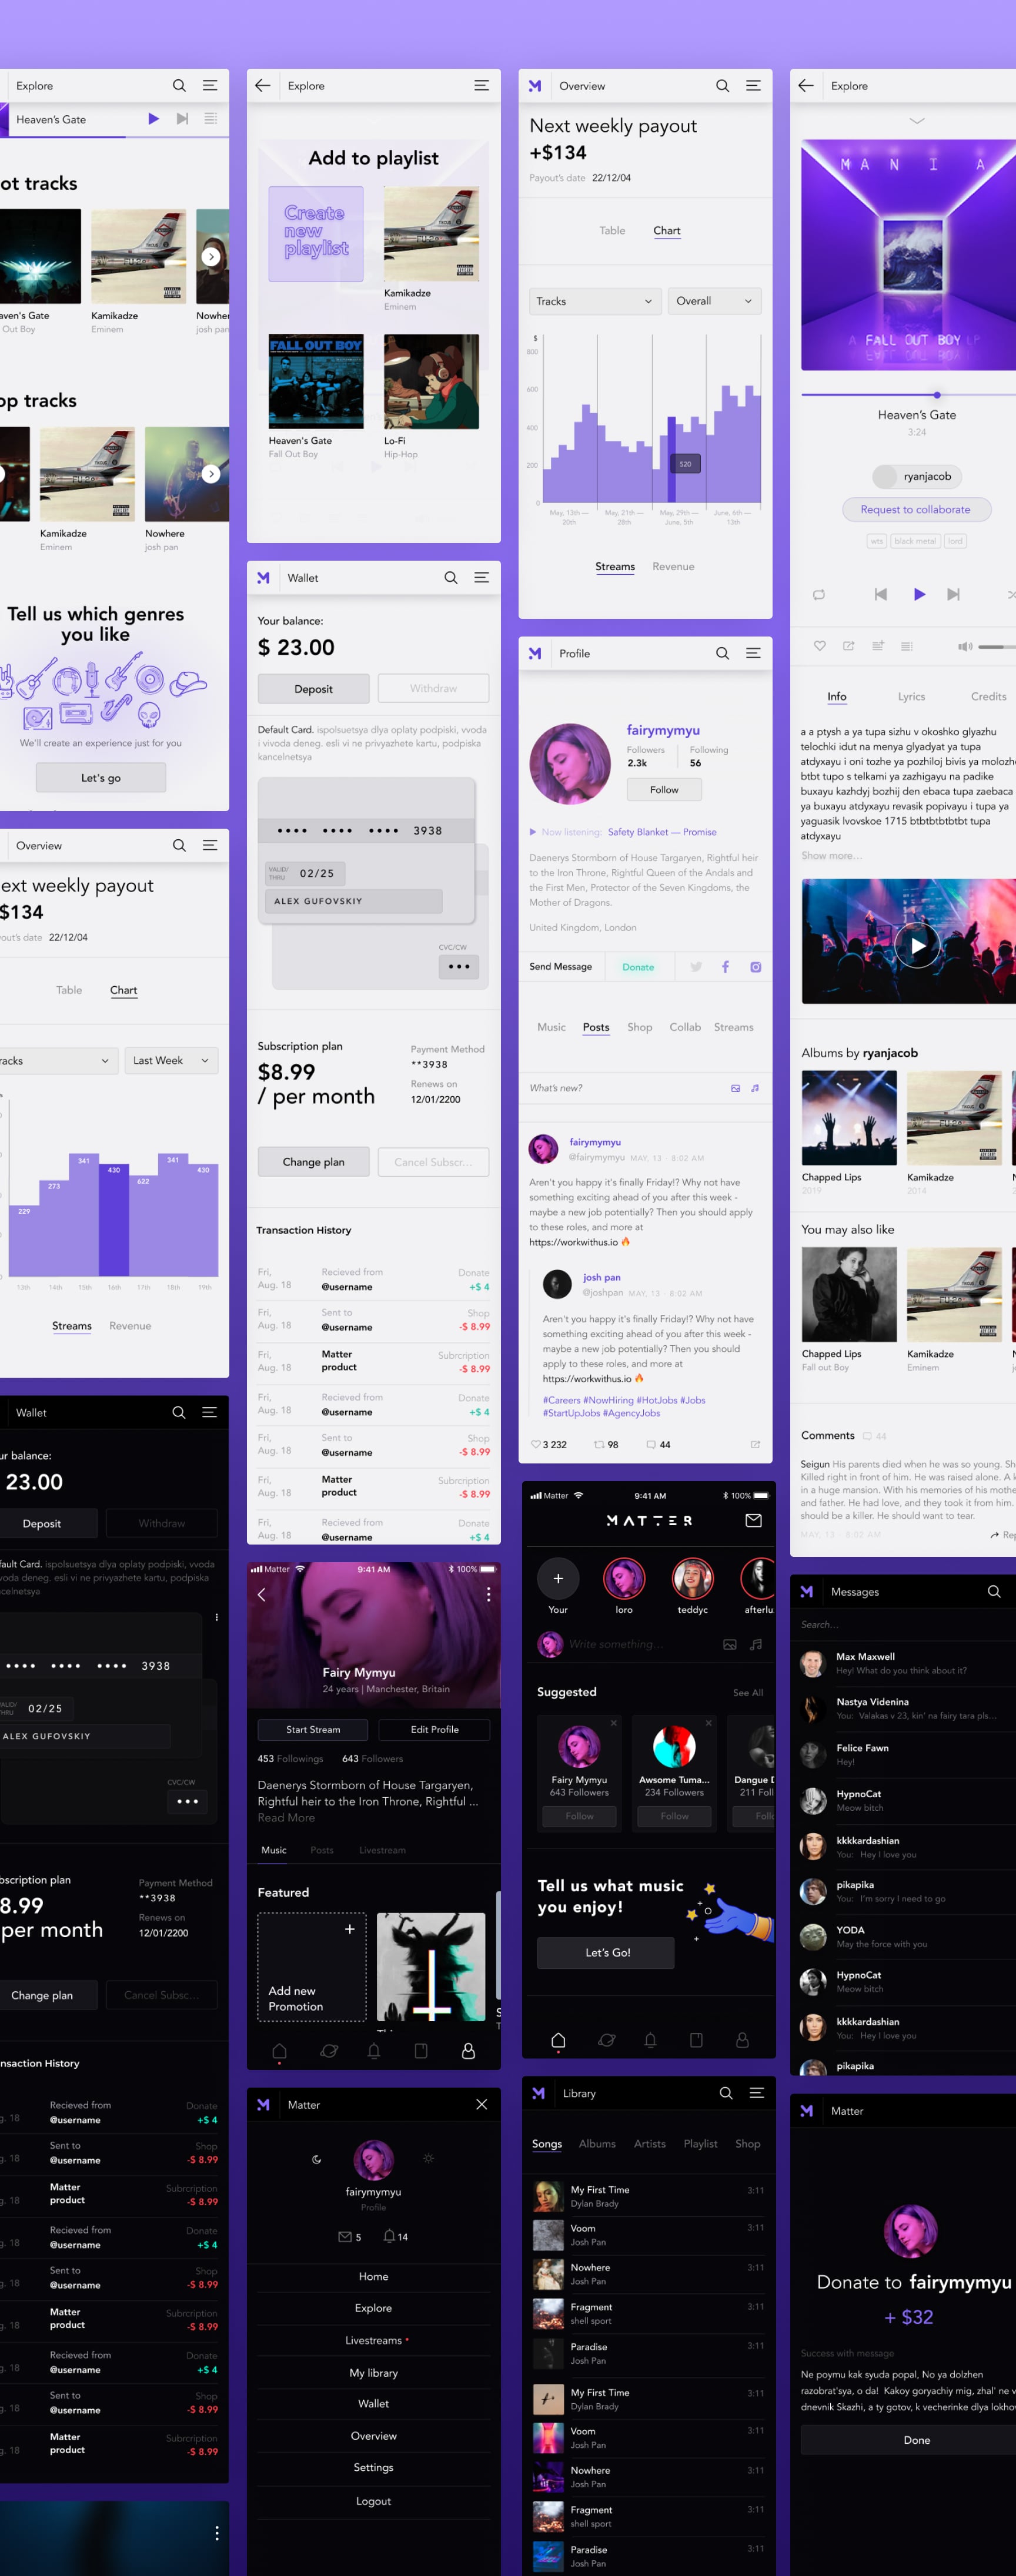 Explore
Heaven's Gate
ot tracks
aven's Gate
Out Boy
Kamikadze
Eminem
Nowher
josh pan
op tracks
Kamikadze
Eminem
Nowhere
josh pan
Tell us which genres
you like
We'll create an experience just for you
Let's go
Overview
ext weekly payout
$134
yout's date 22/12/04
Table
Chart
racks
Last Week
229
273
341
430
622
341
430
13th
14th
15th
16th
17th
18th
19th
Streams
Revenue
Wallet
ur balance:
23.00
Deposit
Withdraw
fault Card. ispolsuetsya dlya oplaty podpiski, vvoda
voda deneg. esli vi ne privyazhete kartu, podpiska
ncelnetsya
•••• •••• •••• 3938
VALID/
THRU
02/25
ALEX GUFOVSKIY
CVC/CW
•••
bscription plan
8.99
per month
Payment Method
**3938
Renews on
12/01/2200
Change plan
Cancel Subsc...
nsaction History
g. 18
Recieved from
@username
Donate
+$ 4
g. 18
Sent to
@username
Shop
-$ 8.99
g. 18
Matter
product
Subrcription
-$ 8.99
g. 18
Recieved from
@username
Donate
+$ 4
g. 18
Sent to
@username
Shop
-$ 8.99
g. 18
Matter
product
Subrcription
-$ 8.99
g. 18
Recieved from
@username
Donate
+$ 4
g. 18
Sent to
@username
Shop
-$ 8.99
g. 18
Matter
product
Subrcription
-$ 8.99
Explore
Add to playlist
Create
new
playlist
Kamikadze
Eminem
FALL OUT BOY
Heaven's Gate
Fall Out Boy
Lo-Fi
Hip-Hop
Wallet
Your balance:
$ 23.00
Deposit
Withdraw
Default Card. ispolsuetsya dlya oplaty podpiski, vvoda
i vivoda deneg. esli vi ne privyazhete kartu, podpiska
kancelnetsya
•••• •••• •••• 3938
VALID/
THRU
02/25
ALEX GUFOVSKIY
CVC/CW
•••
Subscription plan
$8.99
/ per month
Payment Method
**3938
Renews on
12/01/2200
Change plan
Cancel Subscr...
Transaction History
Fri,
Aug. 18
Recieved from
@username
Donate
+$ 4
Fri,
Aug. 18
Sent to
@username
Shop
-$ 8.99
Fri,
Aug. 18
Matter
product
Subrcription
-$ 8.99
Fri,
Aug. 18
Recieved from
@username
Donate
+$ 4
Fri,
Aug. 18
Sent to
@username
Shop
-$ 8.99
Fri,
Aug. 18
Matter
product
Subrcription
-$ 8.99
Fri,
Aug. 18
Recieved from
@username
Donate
+$ 4
Matter
9:41 AM
100%
Fairy Mymyu
24 years | Manchester, Britain
Start Stream
Edit Profile
453 Followings
643 Followers
Daenerys Stormborn of House Targaryen,
Rightful heir to the Iron Throne, Rightful ...
Read More
Music
Posts
Livestream
Featured
Add new
Promotion
Matter
fairymymyu
Profile
5
14
Home
Explore
Livestreams
My library
Wallet
Overview
Settings
Logout
Overview
Next weekly payout
+$134
Payout's date 22/12/04
Table
Chart
Tracks
Overall
$
800
600
400
200
0
520
May, 13th —
20th
May, 21th —
28th
May, 29th —
June, 5th
June, 6th —
13th
Streams
Revenue
Profile
fairymymyu
Followers
2.3k
Following
56
Follow
Now listening: Safety Blanket — Promise
Daenerys Stormborn of House Targaryen, Rightful heir
to the Iron Throne, Rightful Queen of the Andals and
the First Men, Protector of the Seven Kingdoms, the
Mother of Dragons.
United Kingdom, London
Send Message
Donate
Music
Posts
Shop
Collab
Streams
What's new?
fairymymyu
@fairymymyu MAY, 13 · 8:02 AM
Aren't you happy it's finally Friday!? Why not have
something exciting ahead of you after this week -
maybe a new job potentially? Then you should apply
to these roles, and more at
https://workwithus.io 🔥
josh pan
@joshpan MAY, 13 · 8:02 AM
Aren't you happy it's finally Friday!? Why not have
something exciting ahead of you after this week -
maybe a new job potentially? Then you should
apply to these roles, and more at
https://workwithus.io 🔥
#Careers #NowHiring #HotJobs #Jobs
#StartUpJobs #AgencyJobs
3 232
98
44
Matter
9:41 AM
100%
MATTER
Your
loro
teddyc
afterlu
Write something...
Suggested
See All
Fairy Mymyu
643 Followers
Follow
Awsome Tuma...
234 Followers
Follow
Dangue D
211 Foll
Follo
Tell us what music
you enjoy!
Let's Go!
Library
Songs
Albums
Artists
Playlist
Shop
My First Time
Dylan Brady
3:11
Voom
Josh Pan
3:11
Nowhere
Josh Pan
3:11
Fragment
shell sport
3:11
Paradise
Josh Pan
3:11
My First Time
Dylan Brady
3:11
Voom
Josh Pan
3:11
Nowhere
Josh Pan
3:11
Fragment
shell sport
3:11
Paradise
Josh Pan
3:11
Explore
MANIA
A FALL OUT BOY LP
Heaven's Gate
3:24
ryanjacob
Request to collaborate
wts
black metal
lord
Info
Lyrics
Credits
a a ptysh a ya tupa sizhu v okoshko glyazhu
telochki idut na menya glyadyat ya tupa
atdyxayu i oni tozhe ya pozhiloj bivis ya molozhe
btbt tupo s telkami ya zazhigayu na padike
buxayu kazhdyj bozhij den ebaca tupa zaebaca
ya buxayu atdyxayu revasik popivayu i tupa ya
yaguasik lvovskoe 1715 btbtbtbtbtbt tupa
atdyxayu
Show more...
Albums by ryanjacob
Chapped Lips
2019
Kamikadze
2014
You may also like
Chapped Lips
Fall out Boy
Kamikadze
Eminem
Comments
44
Seigun His parents died when he was so young. Sh
Killed right in front of him. He was raised alone. A k
in a huge mansion. With his memories of his mothe
and father. He had love, and they took it from him.
should be a killer. He should want to tear.
MAY, 13 · 8:02 AM
Rep
Messages
Search...
Max Maxwell
Hey! What do you think about it?
Nastya Videnina
You: Valakas v 23, kin' na fairy tara pls...
Felice Fawn
Hey!
HypnoCat
Meow bitch
kkkkardashian
You: Hey I love you
pikapika
You: I'm sorry I need to go
YODA
May the force with you
HypnoCat
Meow bitch
kkkkardashian
You: Hey I love you
pikapika
Matter
Donate to fairymymyu
+ $32
Success with message
Ne poymu kak syuda popal, No ya dolzhen
razobrat'sya, o da! Kakoy goryachiy mig, zhal' ne v
dnevnik Skazhi, a ty gotov, k vecherinke dlya lokhov
Done